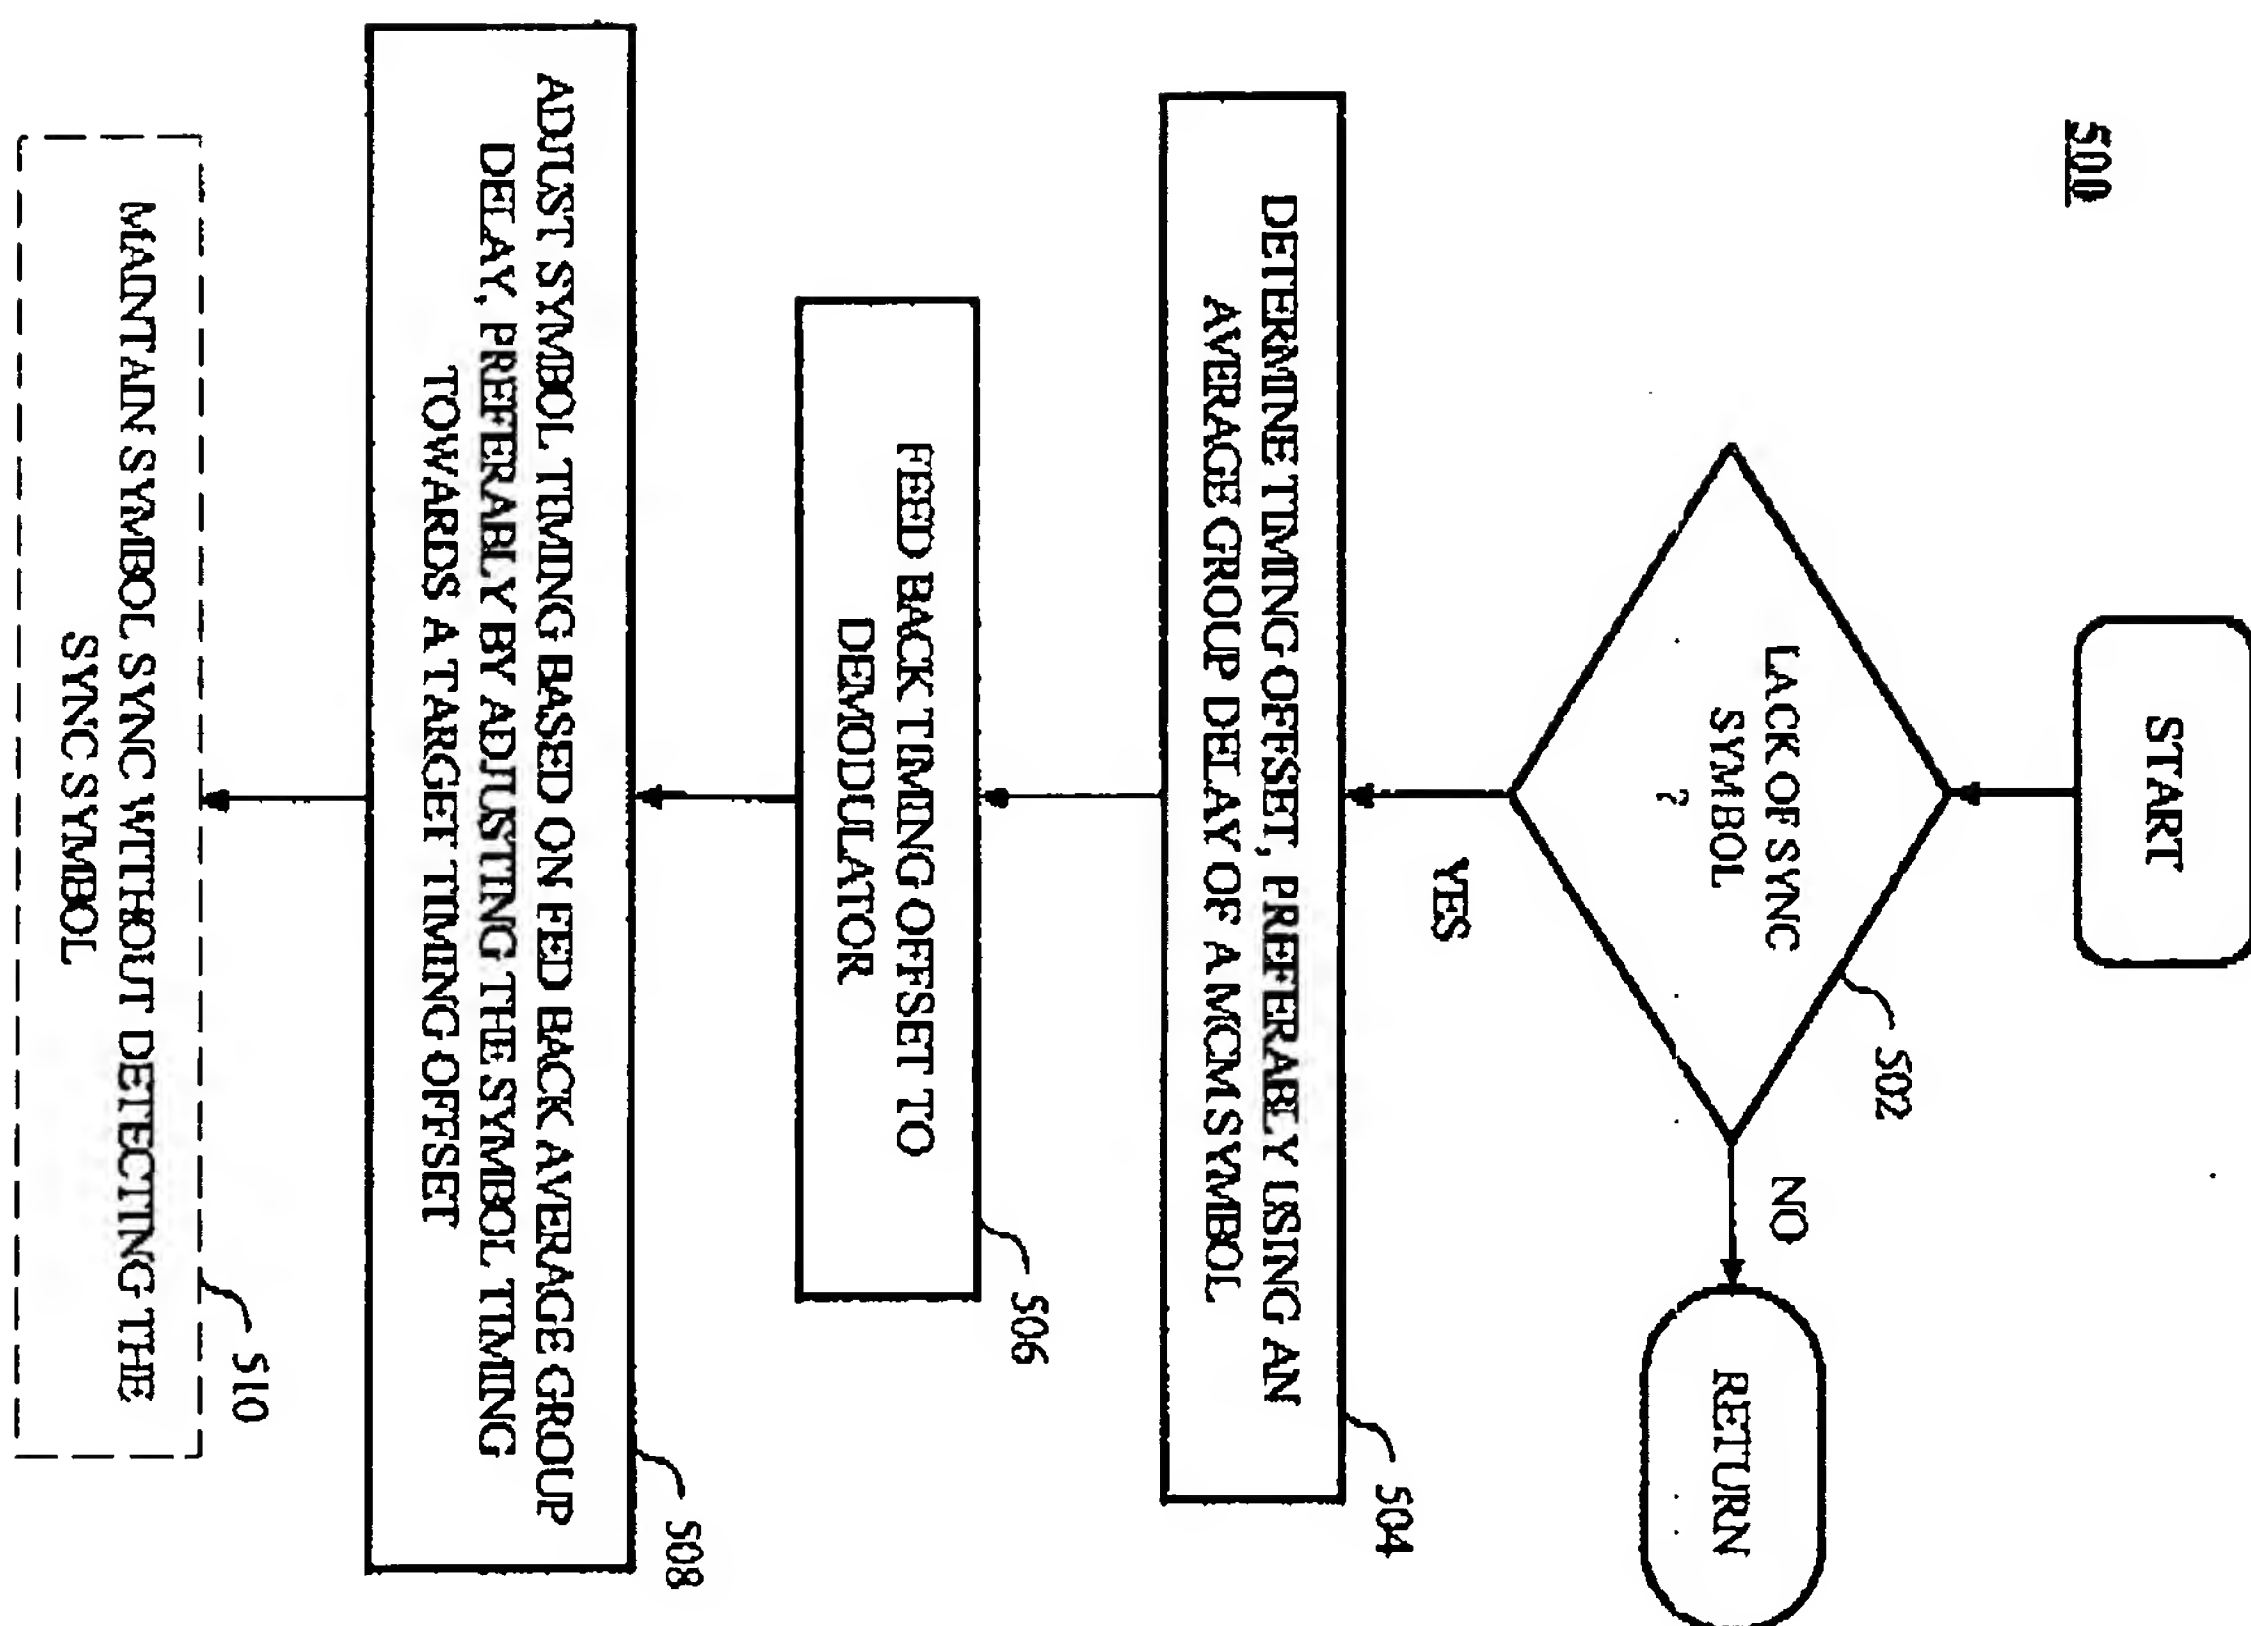 500
START
LACK OF SYNC
SYMBOL
?
502
NO
RETURN
YES
DETERMINE TIMING OFFSET, PREFERABLY USING AN
AVERAGE GROUP DELAY OF A MCM SYMBOL
504
FEED BACK TIMING OFFSET TO
DEMODULATOR
506
ADJUST SYMBOL TIMING BASED ON FED BACK AVERAGE GROUP
DELAY, PREFERABLY BY ADJUSTING THE SYMBOL TIMING
TOWARDS A TARGET TIMING OFFSET
508
MAINTAIN SYMBOL SYNC WITHOUT DETECTING THE
SYNC SYMBOL
510